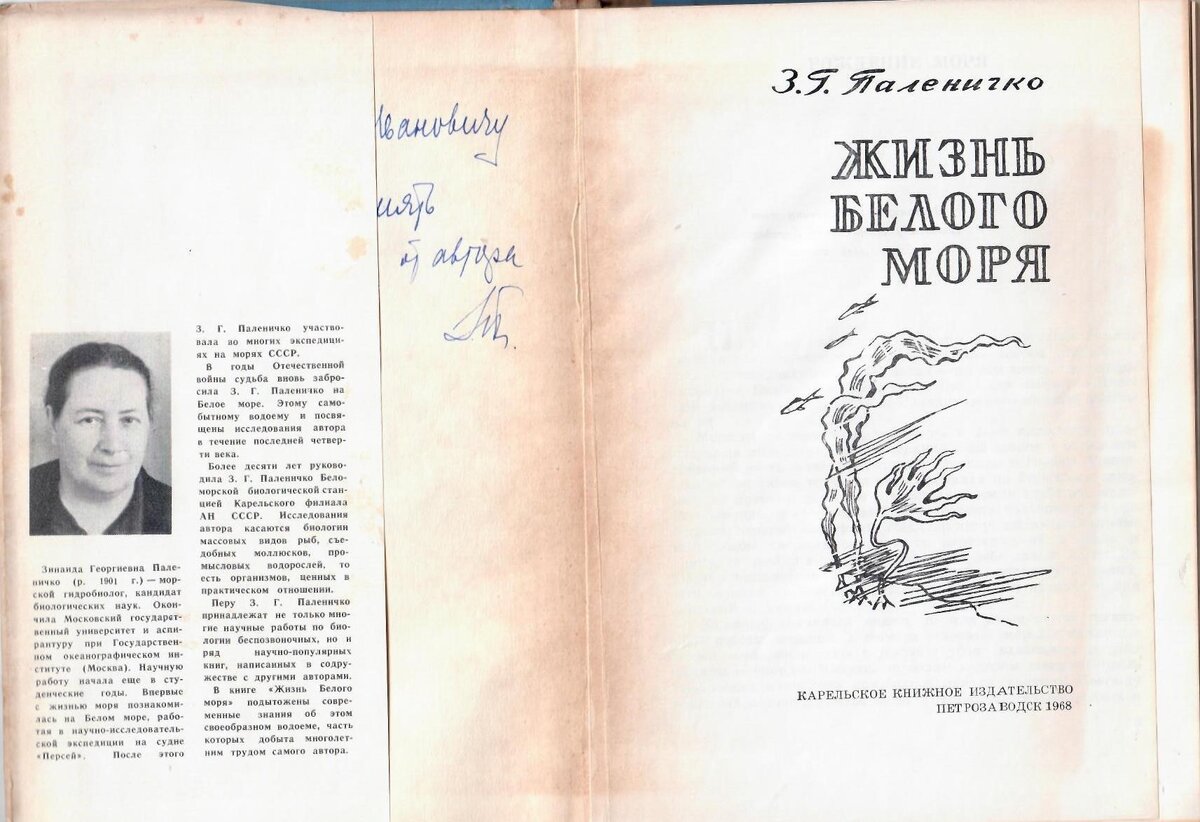 Зинаида Георгиевна Пале-
ничко (р. 1901 г.) — мор-
ской гидробиолог, кандидат
биологических наук. Окон-
чила Московский государст-
венный университет и аспи-
рантуру при Государствен-
ном океанографическом ин-
ституте (Москва). Научную
работу начала еще в сту-
денческие годы. Впервые
с жизнью моря познакоми-
лась на Белом море, рабо-
тая в научно-исследователь-
ской экспедиции на судне
«Персей». После этого
З. Г. Паленичко участво-
вала во многих экспедици-
ях на морях СССР.
В годы Отечественной
войны судьба вновь забро-
сила З. Г. Паленичко на
Белое море. Этому само-
бытному водоему и посвя-
щены исследования автора
в течение последней четвер-
ти века.
Более десяти лет руково-
дила З. Г. Паленичко Бело-
морской биологической стан-
цией Карельского филиала
АН СССР. Исследования
автора касаются биологии
массовых видов рыб, съе-
добных моллюсков, про-
мысловых водорослей, то
есть организмов, ценных в
практическом отношении.
Перу З. Г. Паленичко
принадлежат не только мно-
гие научные работы по био-
логии беспозвоночных, но и
ряд научно-популярных
книг, написанных в содру-
жестве с другими авторами.
В книге «Жизнь Белого
моря» подытожены совре-
менные знания об этом
своеобразном водоеме, часть
которых добыта многолет-
ним трудом самого автора.
вановичу
мять
от автора
З. Г. Паленичко
ЖИЗНЬ
БЕЛОГО
МОРЯ
КАРЕЛЬСКОЕ КНИЖНОЕ ИЗДАТЕЛЬСТВО
ПЕТРОЗАВОДСК 1968